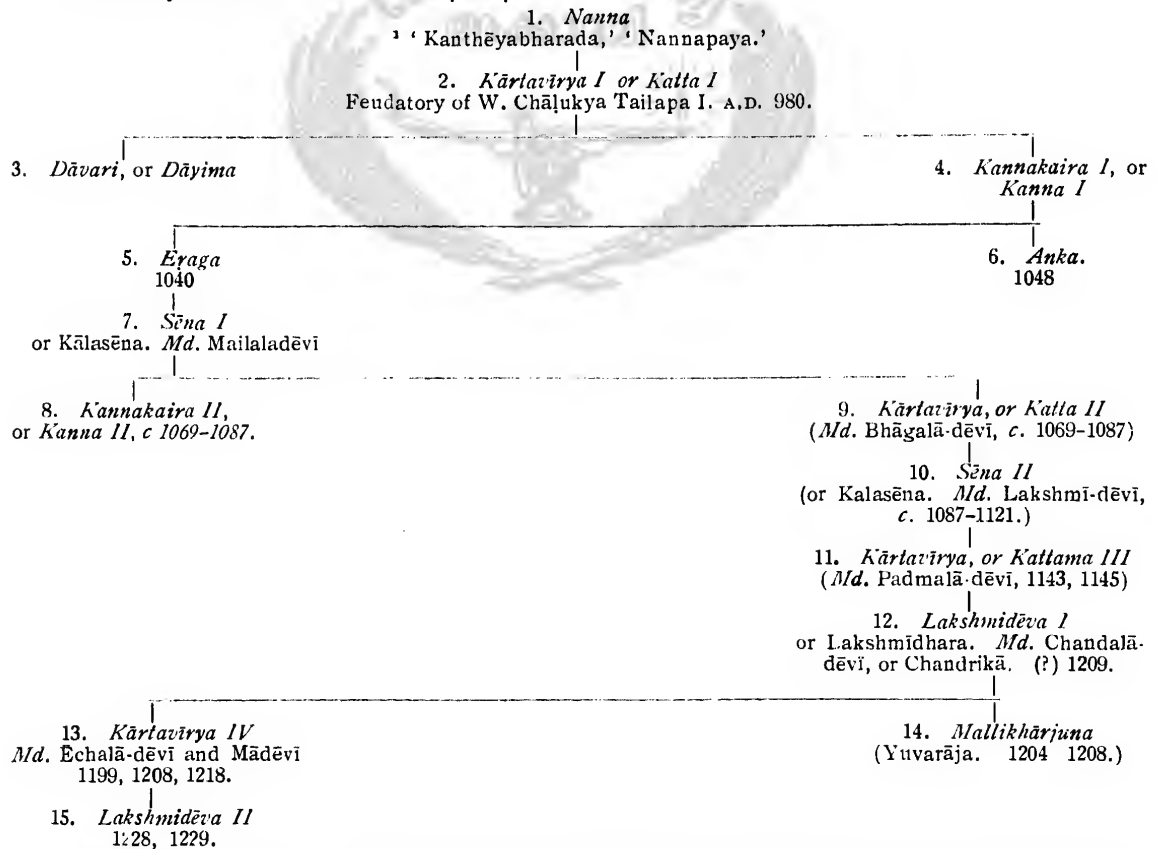 1. Nanna
¹ ‘ Kanthēyabharada,’ ‘ Nannapaya.’
2. Kārtavīrya I or Katta I
Feudatory of W. Chāḷukya Tailapa I. A.D. 980.
3. Dāvari, or Dāyima
4. Kannakaira I, or
Kanna I
5. Eṛaga
1040
6. Anka.
1048
7. Sēna I
or Kālasēna. Md. Mailaladēvī
8. Kannakaira II,
or Kanna II, c 1069-1087.
9. Kārtavīrya, or Katta II
(Md. Bhāgalā-dēvī, c. 1069-1087)
10. Sēna II
(or Kalasēna. Md. Lakshmī-dēvī,
c. 1087-1121.)
11. Kārtavīrya, or Kattama III
(Md. Padmalā-dēvī, 1143, 1145)
12. Lakshmidēva I
or Lakshmīdhara. Md. Chandalā-
dēvī, or Chandrikā. (?) 1209.
13. Kārtavīrya IV
Md. Ēchalā-dēvī and Mādēvī
1199, 1208, 1218.
14. Mallikhārjuna
(Yuvarāja. 1204 1208.)
15. Lakshmidēva II
1228, 1229.